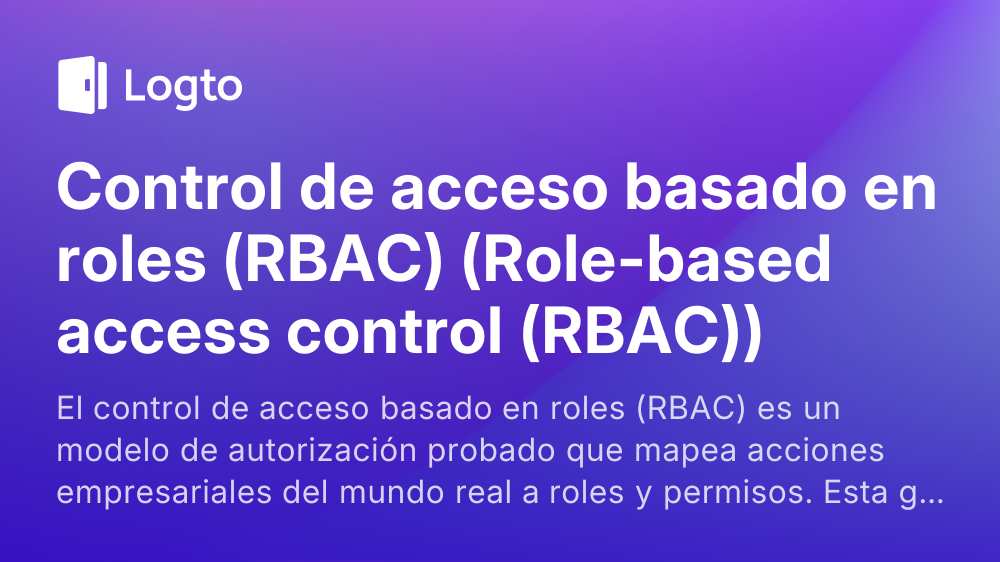 Logto
Control de acceso basado en
roles (RBAC) (Role-based
access control (RBAC))
El control de acceso basado en roles (RBAC) es un
modelo de autorización probado que mapea acciones
empresariales del mundo real a roles y permisos. Esta g...